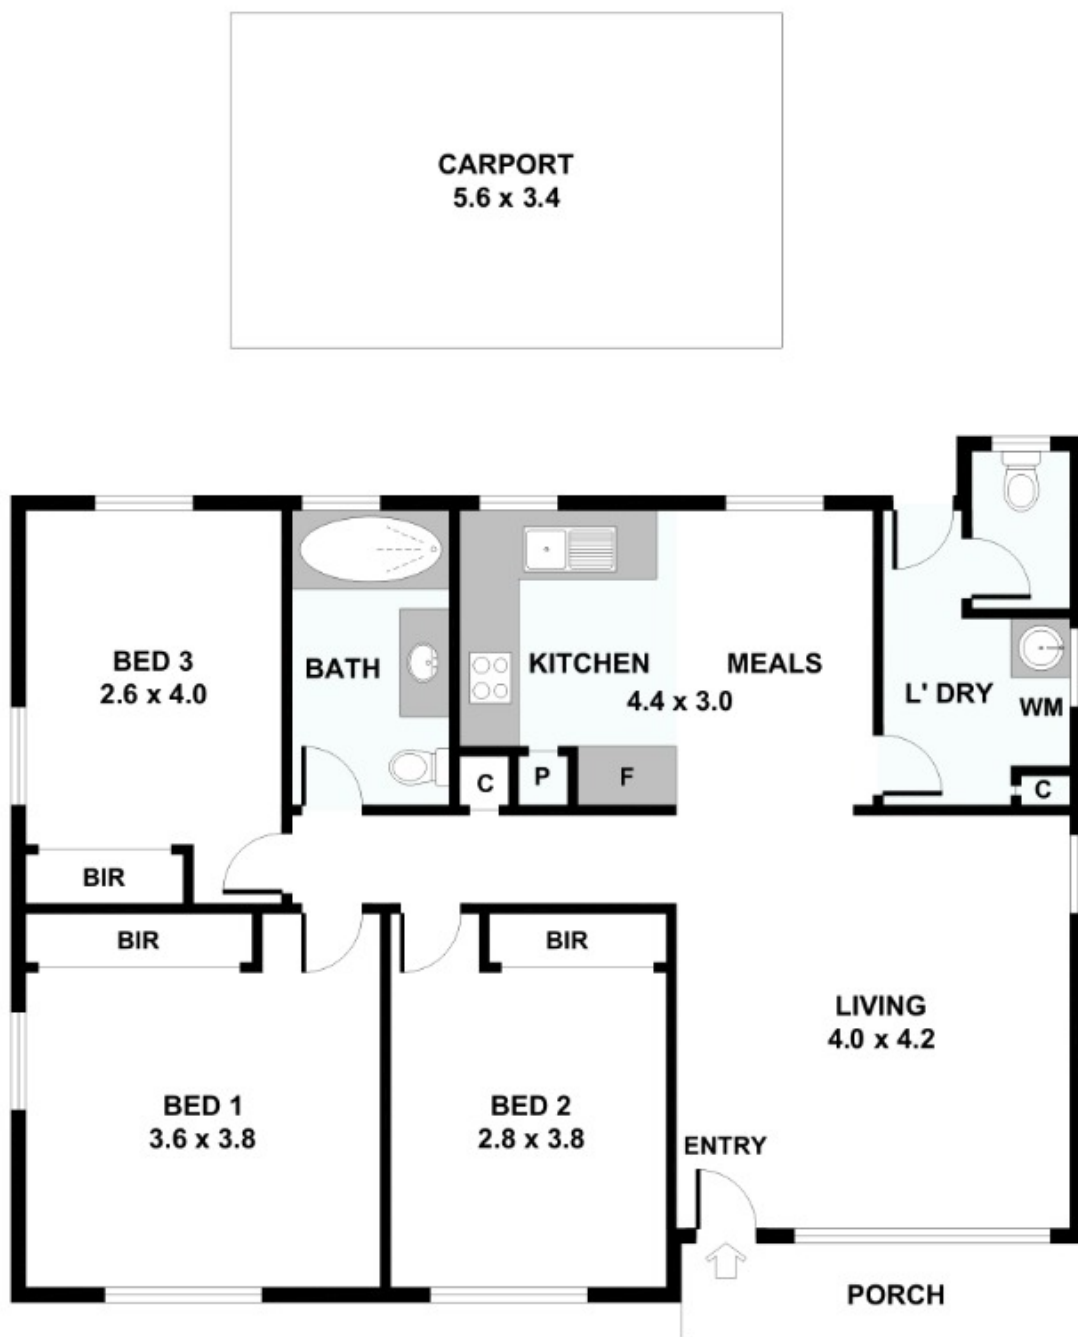 CARPORT
5.6 x 3.4
BED 3
2.6 x 4.0
BATH
KITCHEN
MEALS
4.4 x 3.0
L' DRY
WM
C
P
F
C
BIR
BIR
BIR
LIVING
4.0 x 4.2
BED 1
3.6 x 3.8
BED 2
2.8 x 3.8
ENTRY
PORCH